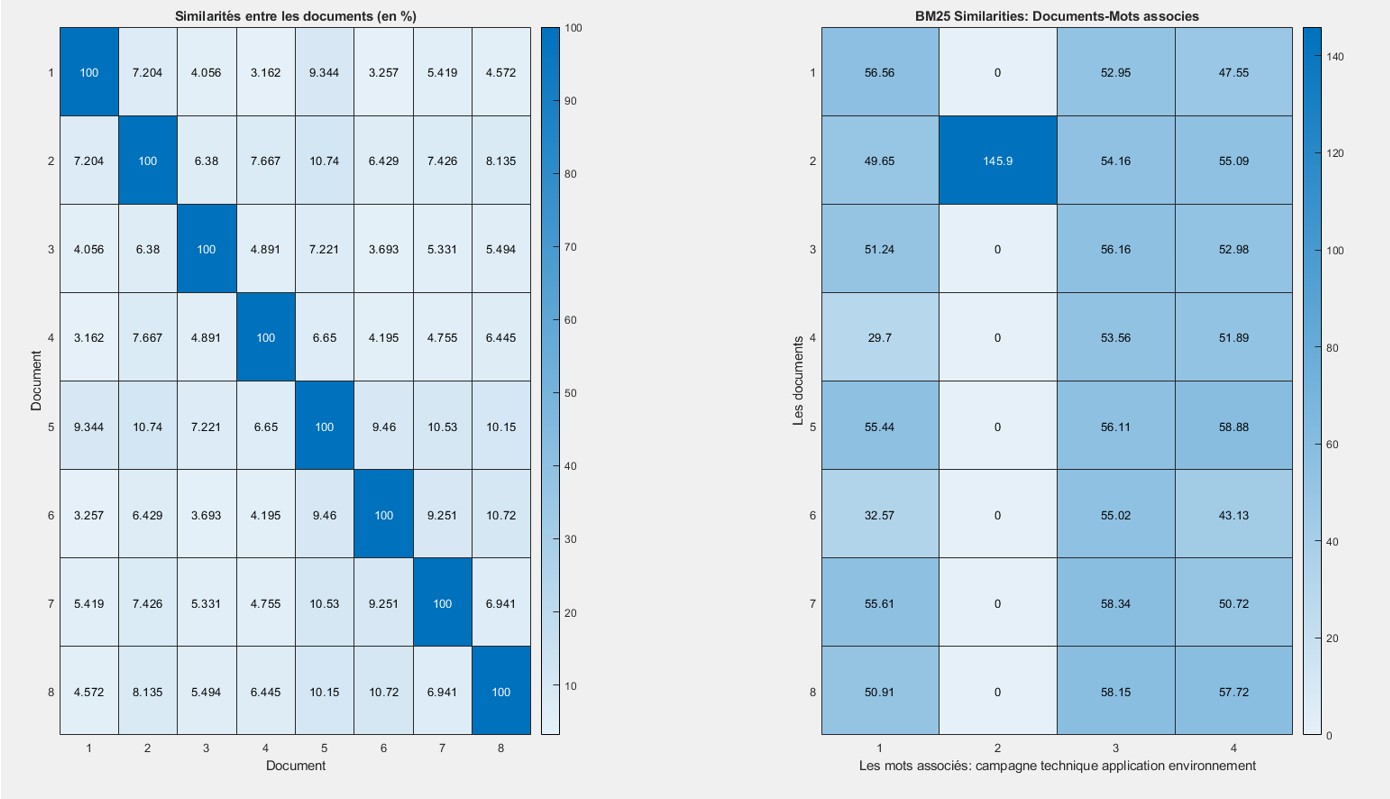 Similarités entre les documents (en %)
1 100 7.204 4.056 3.162 9.344 3.257 5.419 4.572
2 7.204 100 6.38 7.667 10.74 6.429 7.426 8.135
3 4.056 6.38 100 4.891 7.221 3.693 5.331 5.494
4 3.162 7.667 4.891 100 6.65 4.195 4.755 6.445
5 9.344 10.74 7.221 6.65 100 9.46 10.53 10.15
6 3.257 6.429 3.693 4.195 9.46 100 9.251 10.72
7 5.419 7.426 5.331 4.755 10.53 9.251 100 6.941
8 4.572 8.135 5.494 6.445 10.15 10.72 6.941 100
1 2 3 4 5 6 7 8
Document
Document
100
90
80
70
60
50
40
30
20
10
BM25 Similarities: Documents-Mots associes
1 56.56 0 52.95 47.55
2 49.65 145.9 54.16 55.09
3 51.24 0 56.16 52.98
4 29.7 0 53.56 51.89
5 55.44 0 56.11 58.88
6 32.57 0 55.02 43.13
7 55.61 0 58.34 50.72
8 50.91 0 58.15 57.72
1 2 3 4
Les documents
Les mots associés: campagne technique application environnement
140
120
100
80
60
40
20
0